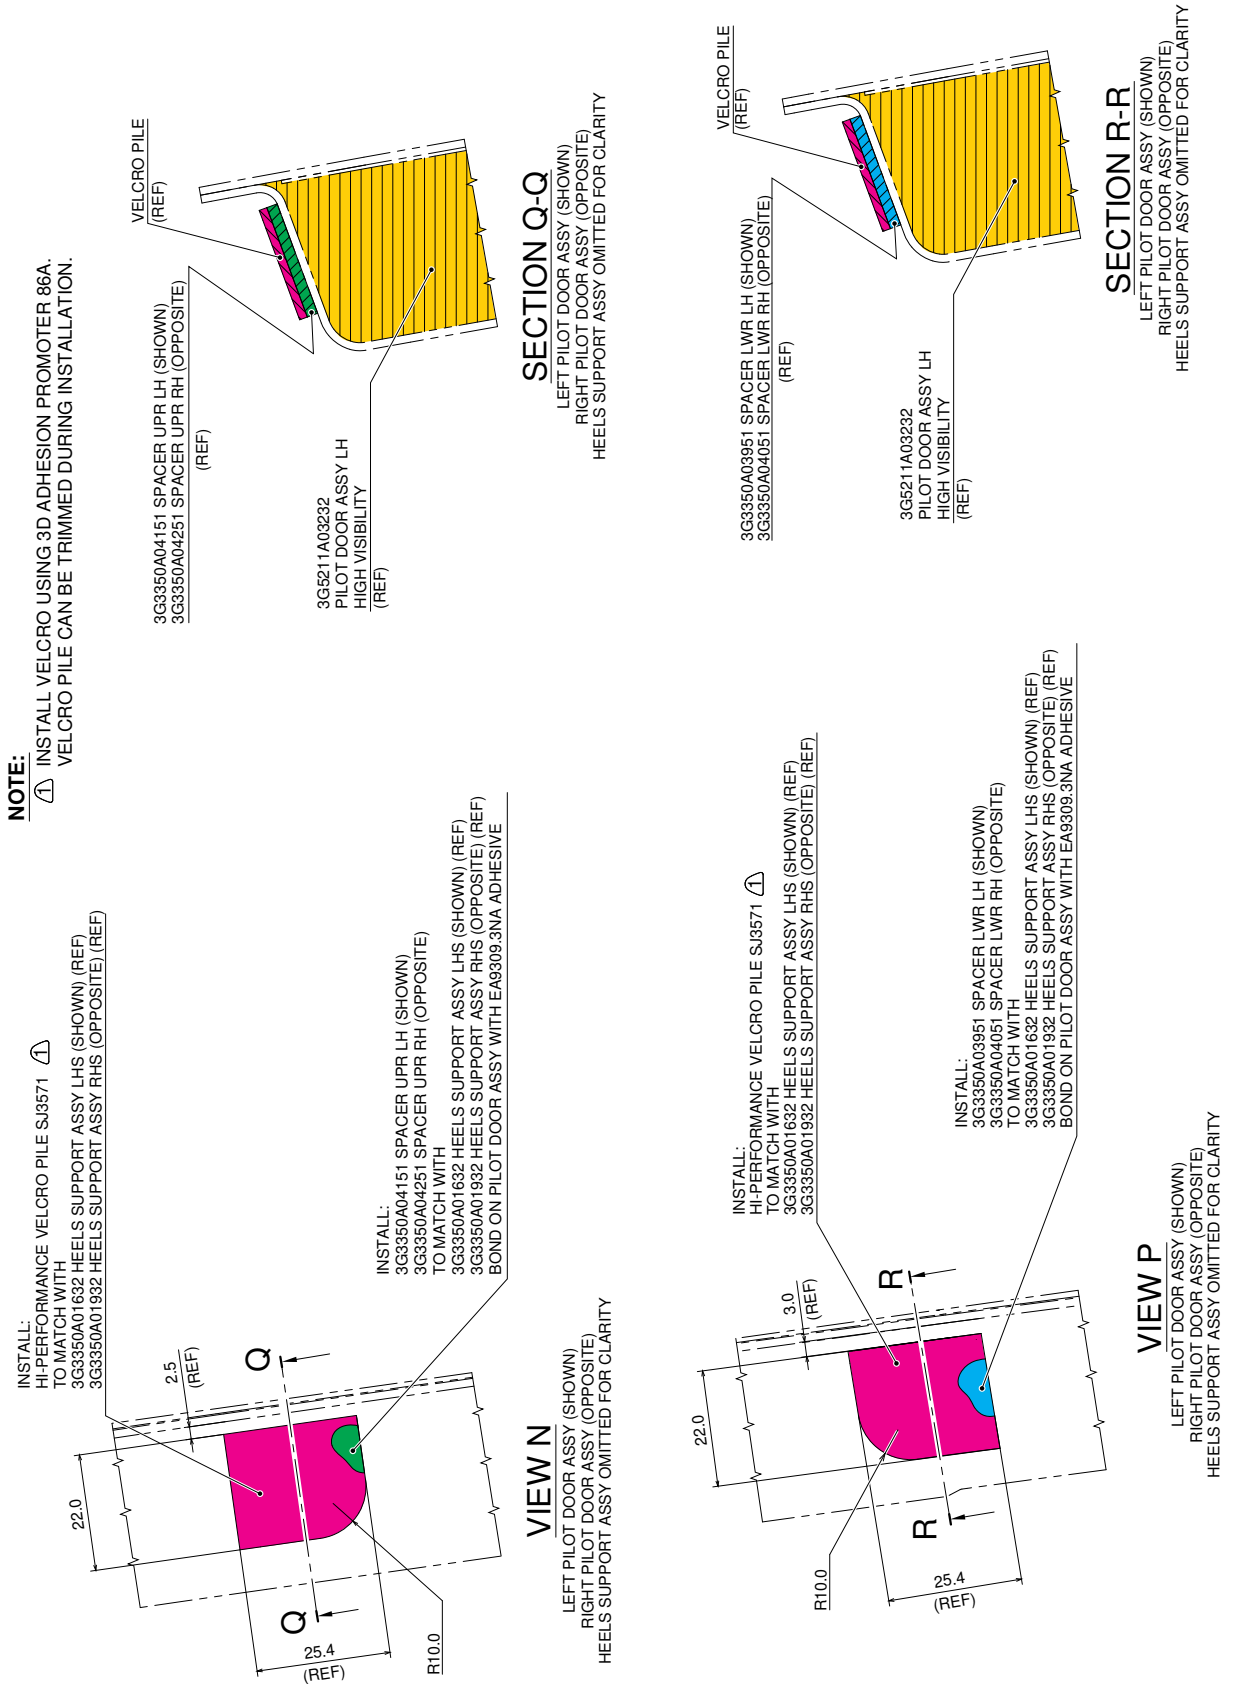 NOTE:
1 INSTALL VELCRO USING 3D ADHESION PROMOTER 86A.
VELCRO PILE CAN BE TRIMMED DURING INSTALLATION.
INSTALL:
HI-PERFORMANCE VELCRO PILE SJ3571 1
TO MATCH WITH
3G3350A01632 HEELS SUPPORT ASSY LHS (SHOWN) (REF)
3G3350A01932 HEELS SUPPORT ASSY RHS (OPPOSITE) (REF)
2.5
(REF)
22.0
Q
Q
25.4
(REF)
R10.0
INSTALL:
3G3350A04151 SPACER UPR LH (SHOWN)
3G3350A04251 SPACER UPR RH (OPPOSITE)
TO MATCH WITH
3G3350A01632 HEELS SUPPORT ASSY LHS (SHOWN) (REF)
3G3350A01932 HEELS SUPPORT ASSY RHS (OPPOSITE) (REF)
BOND ON PILOT DOOR ASSY WITH EA9309.3NA ADHESIVE
VIEW N
LEFT PILOT DOOR ASSY (SHOWN)
RIGHT PILOT DOOR ASSY (OPPOSITE)
HEELS SUPPORT ASSY OMITTED FOR CLARITY
VELCRO PILE
(REF)
3G3350A04151 SPACER UPR LH (SHOWN)
3G3350A04251 SPACER UPR RH (OPPOSITE)
(REF)
3G5211A03232
PILOT DOOR ASSY LH
HIGH VISIBILITY
(REF)
SECTION Q-Q
LEFT PILOT DOOR ASSY (SHOWN)
RIGHT PILOT DOOR ASSY (OPPOSITE)
HEELS SUPPORT ASSY OMITTED FOR CLARITY
INSTALL:
HI-PERFORMANCE VELCRO PILE SJ3571 1
TO MATCH WITH
3G3350A01632 HEELS SUPPORT ASSY LHS (SHOWN) (REF)
3G3350A01932 HEELS SUPPORT ASSY RHS (OPPOSITE) (REF)
3.0
(REF)
22.0
R
R
R10.0
25.4
(REF)
INSTALL:
3G3350A03951 SPACER LWR LH (SHOWN)
3G3350A04051 SPACER LWR RH (OPPOSITE)
TO MATCH WITH
3G3350A01632 HEELS SUPPORT ASSY LHS (SHOWN) (REF)
3G3350A01932 HEELS SUPPORT ASSY RHS (OPPOSITE) (REF)
BOND ON PILOT DOOR ASSY WITH EA9309.3NA ADHESIVE
VIEW P
LEFT PILOT DOOR ASSY (SHOWN)
RIGHT PILOT DOOR ASSY (OPPOSITE)
HEELS SUPPORT ASSY OMITTED FOR CLARITY
VELCRO PILE
(REF)
3G3350A03951 SPACER LWR LH (SHOWN)
3G3350A04051 SPACER LWR RH (OPPOSITE)
(REF)
3G5211A03232
PILOT DOOR ASSY LH
HIGH VISIBILITY
(REF)
SECTION R-R
LEFT PILOT DOOR ASSY (SHOWN)
RIGHT PILOT DOOR ASSY (OPPOSITE)
HEELS SUPPORT ASSY OMITTED FOR CLARITY